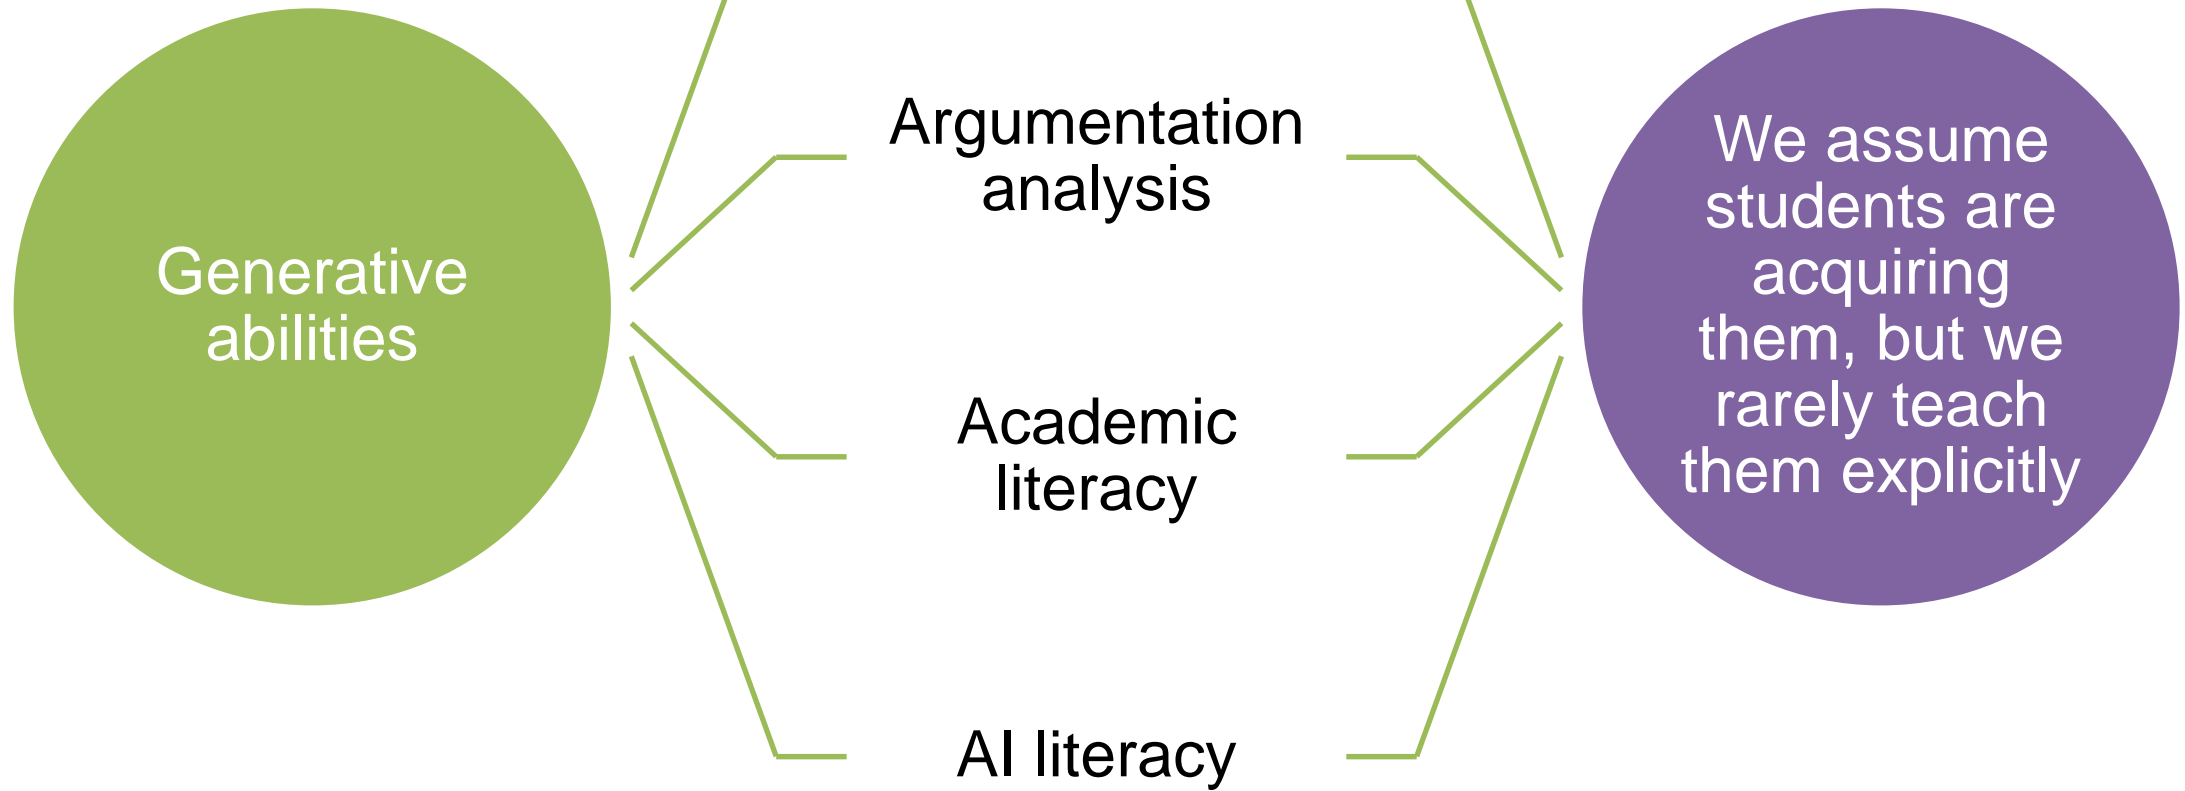 Generative
abilities
Argumentation
analysis
Academic
literacy
AI literacy
We assume
students are
acquiring
them, but we
rarely teach
them explicitly